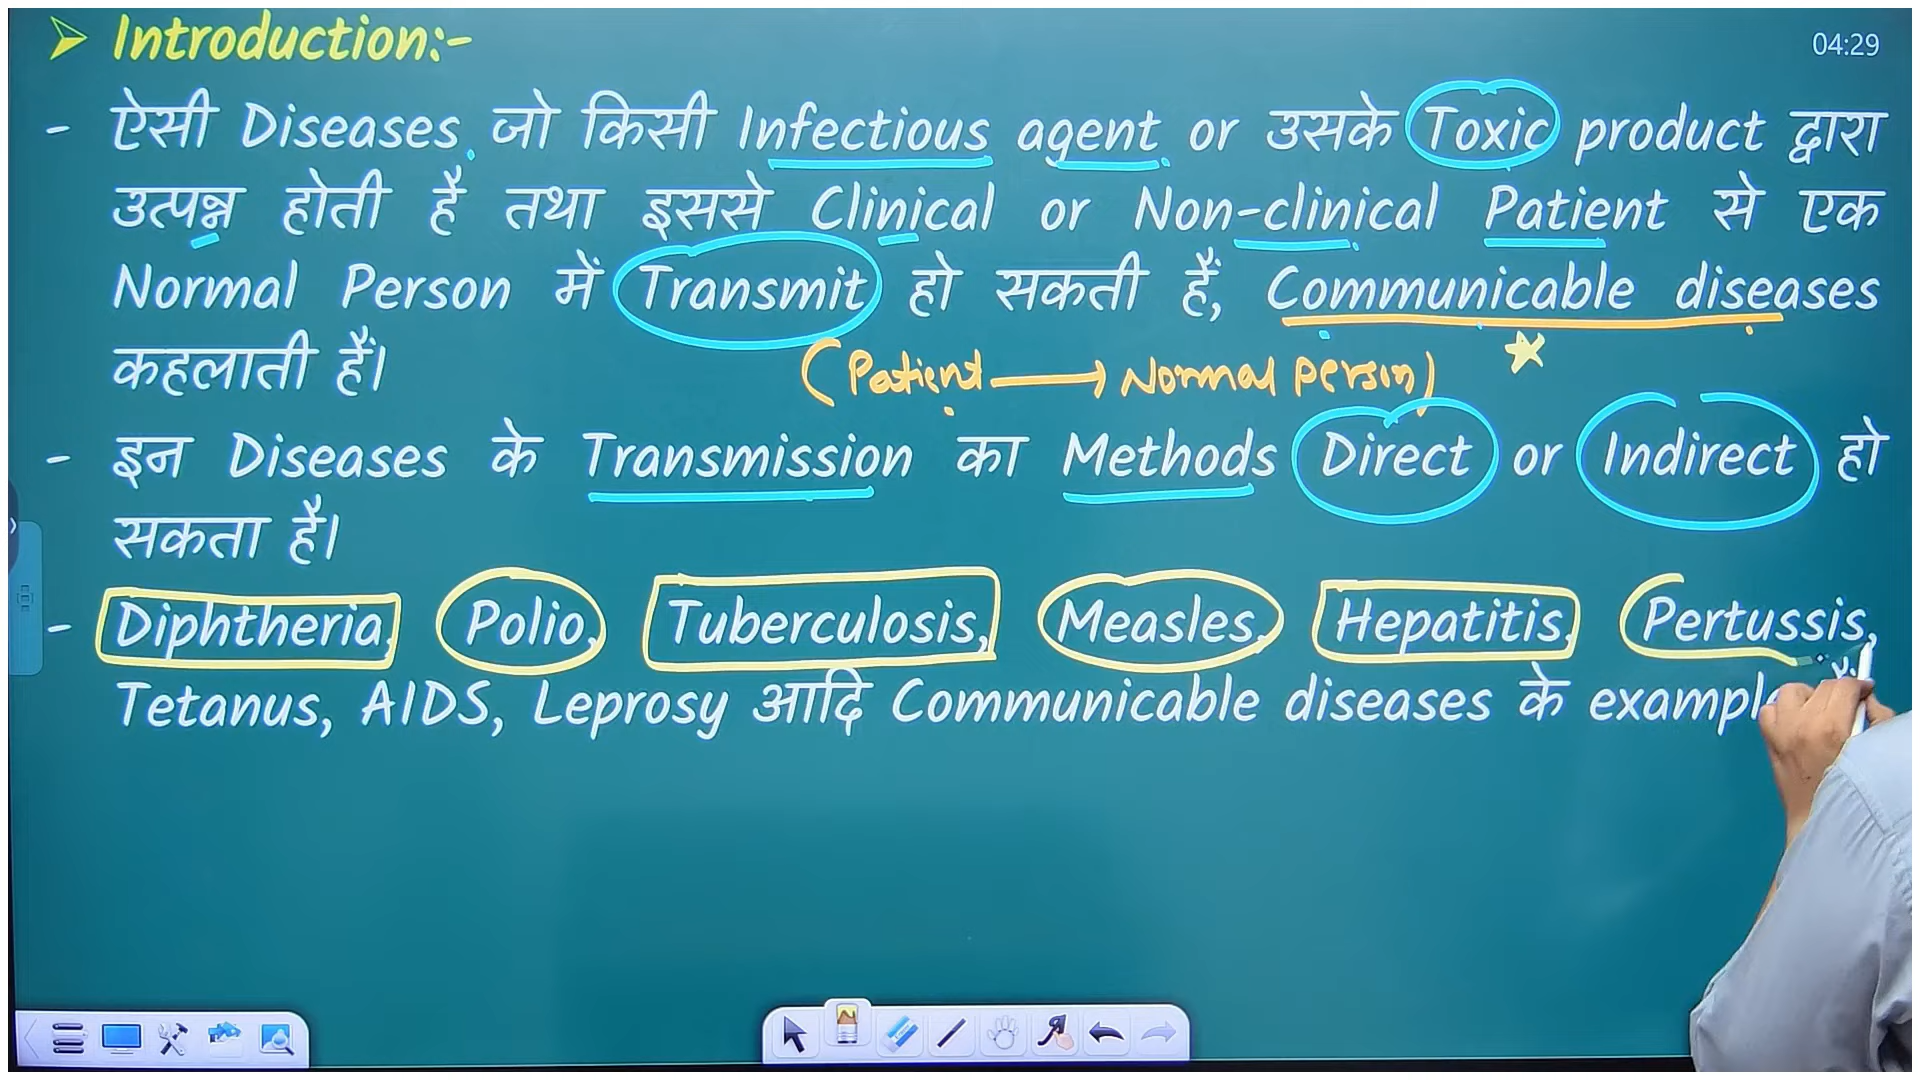 ➤ Introduction:-
04:29
- ऐसी Diseases जो किसी Infectious agent or उसके Toxic product द्वारा
उत्पन्न होती है तथा इससे Clinical or Non-clinical Patient से एक
Normal Person में Transmit हो सकती हैं, Communicable diseases
कहलाती हैं।
(Patient → Normal person)
- इन Diseases के Transmission का Methods Direct or Indirect हो
सकता है।
- Diphtheria, Polio, Tuberculosis, Measles, Hepatitis, Pertussis,
Tetanus, AIDS, Leprosy आदि Communicable diseases के